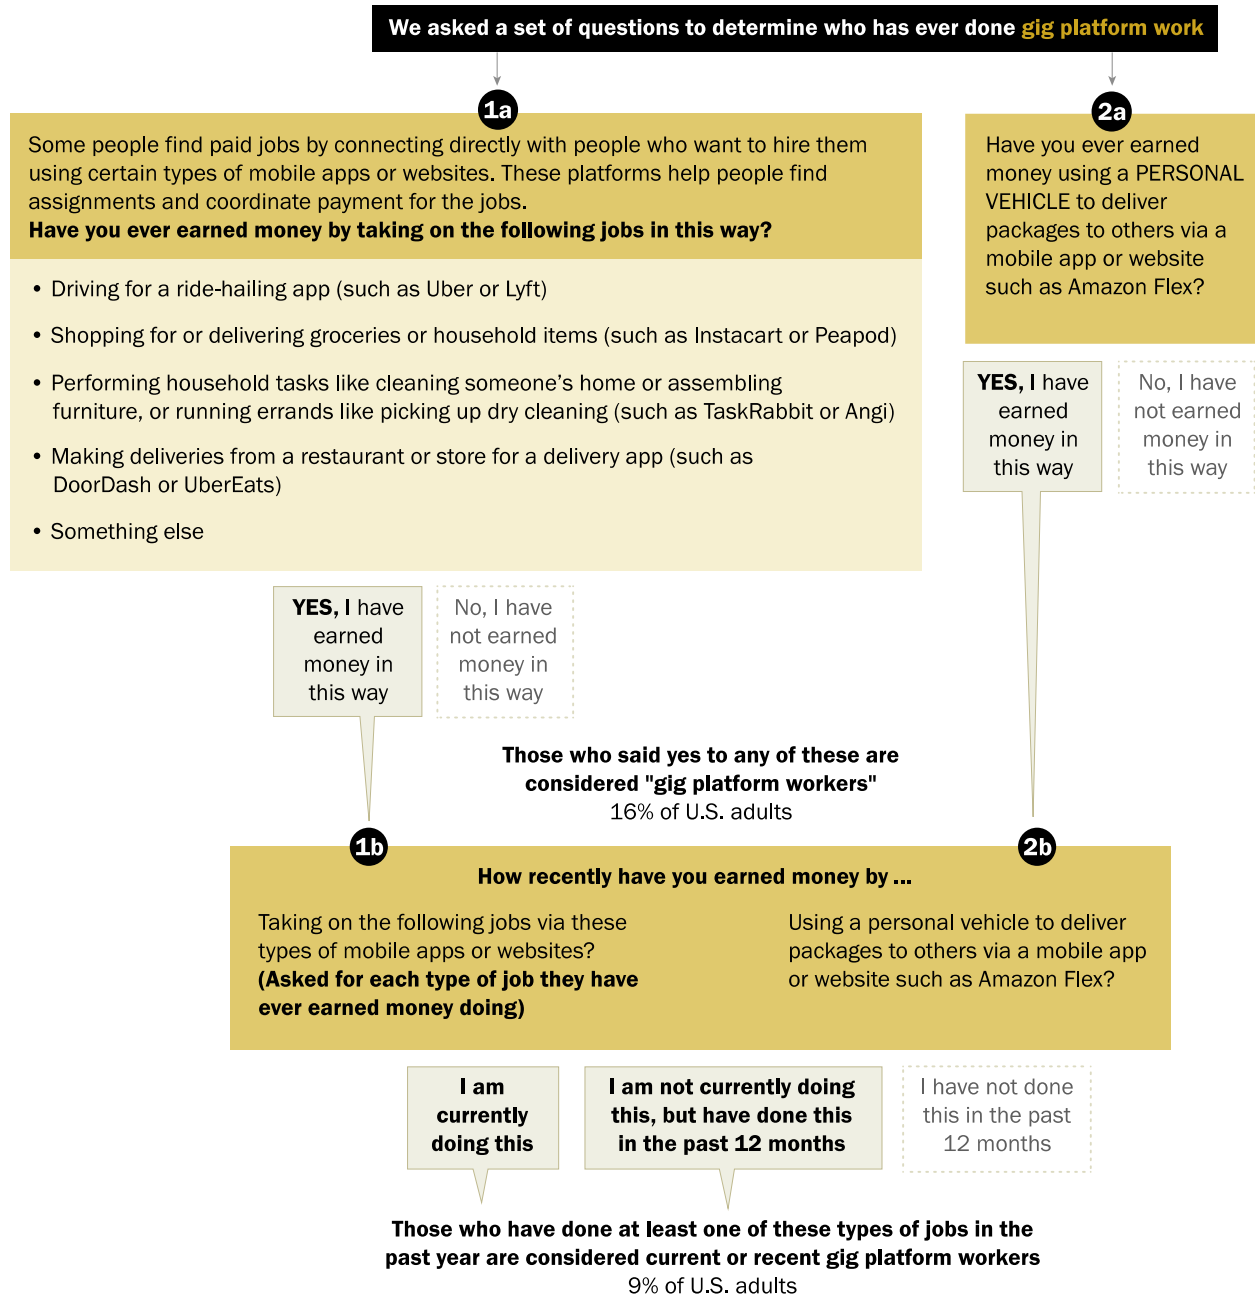 We asked a set of questions to determine who has ever done gig platform work
1a
Some people find paid jobs by connecting directly with people who want to hire them
using certain types of mobile apps or websites. These platforms help people find
assignments and coordinate payment for the jobs.
Have you ever earned money by taking on the following jobs in this way?
• Driving for a ride-hailing app (such as Uber or Lyft)
• Shopping for or delivering groceries or household items (such as Instacart or Peapod)
• Performing household tasks like cleaning someone's home or assembling
furniture, or running errands like picking up dry cleaning (such as TaskRabbit or Angi)
• Making deliveries from a restaurant or store for a delivery app (such as
DoorDash or UberEats)
• Something else
YES, I have
earned
money in
this way
No, I have
not earned
money in
this way
2a
Have you ever earned
money using a PERSONAL
VEHICLE to deliver
packages to others via a
mobile app or website
such as Amazon Flex?
YES, I have
earned
money in
this way
No, I have
not earned
money in
this way
Those who said yes to any of these are
considered "gig platform workers"
16% of U.S. adults
1b
2b
How recently have you earned money by ...
Taking on the following jobs via these
types of mobile apps or websites?
(Asked for each type of job they have
ever earned money doing)
Using a personal vehicle to deliver
packages to others via a mobile app
or website such as Amazon Flex?
I am
currently
doing this
I am not currently doing
this, but have done this
in the past 12 months
I have not done
this in the past
12 months
Those who have done at least one of these types of jobs in the
past year are considered current or recent gig platform workers
9% of U.S. adults